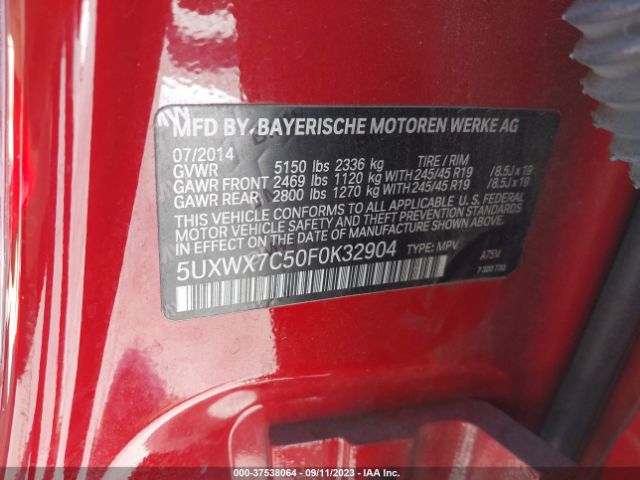 MFD BY. BAYERISCHE MOTOREN WERKE AG
07/2014 TIRE / RIM
GVWR 5150 lbs 2336 kg
GAWR FRONT 2469 lbs 1120 kg WITH 245/45 R19 / 8.5J x 19
GAWR REAR 2800 lbs 1270 kg WITH 245/45 R19 / 8.5J x 19
THIS VEHICLE CONFORMS TO ALL APPLICABLE U. S. FEDERAL
MOTOR VEHICLE SAFETY AND THEFT PREVENTION STANDARDS
IN EFFECT ON THE DATE OF MANUFACTURE SHOWN ABOVE.
5UXWX7C50F0K32904 TYPE: MPV A75M
7 303 730
000-37538064 - 09/11/2023 - IAA Inc.